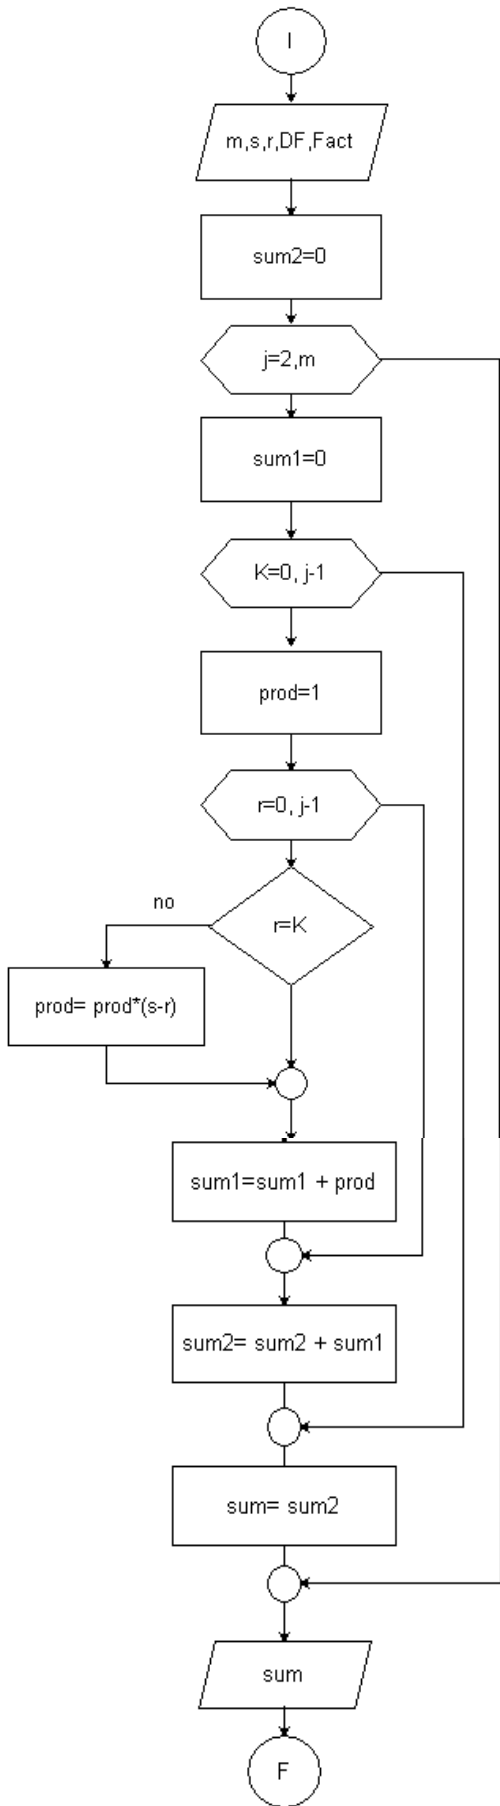 I
m,s,r,DF,Fact
sum2=0
j=2,m
sum1=0
K=0, j-1
prod=1
r=0, j-1
no
r=K
prod= prod*(s-r)
sum1=sum1 + prod
sum2= sum2 + sum1
sum= sum2
sum
F